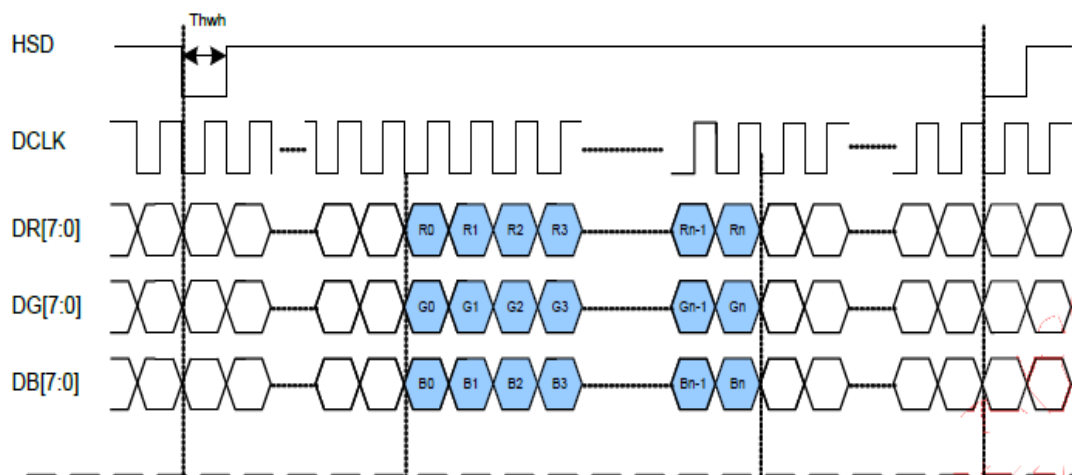 Thwh
HSD
DCLK
DR[7:0] R0 R1 R2 R3 Rn-1 Rn
DG[7:0] G0 G1 G2 G3 Gn-1 Gn
DB[7:0] B0 B1 B2 B3 Bn-1 Bn